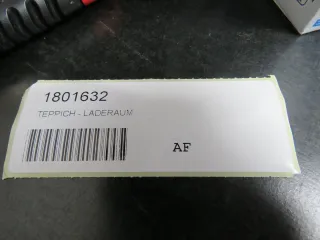 1801632
TEPPICH - LADERAUM
AF